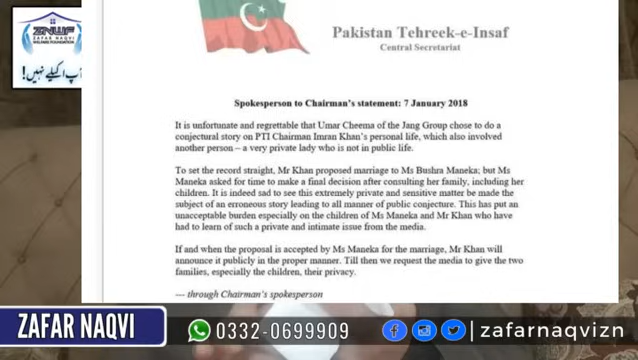 ZNWF
ZAFAR NAQVI
WELFARE FOUNDATION
آپ اکیلے نہیں!
Pakistan Tehreek-e-Insaf
Central Secretariat
Spokesperson to Chairman's statement: 7 January 2018
It is unfortunate and regrettable that Umar Cheema of the Jang Group chose to do a
conjectural story on PTI Chairman Imran Khan's personal life, which also involved
another person – a very private lady who is not in public life.
To set the record straight, Mr Khan proposed marriage to Ms Bushra Maneka; but Ms
Maneka asked for time to make a final decision after consulting her family, including her
children. It is indeed sad to see this extremely private and sensitive matter be made the
subject of an erroneous story leading to all manner of public conjecture. This has put an
unacceptable burden especially on the children of Ms Maneka and Mr Khan who have
had to learn of such a private and intimate issue from the media.
If and when the proposal is accepted by Ms Maneka for the marriage, Mr Khan will
announce it publicly in the proper manner. Till then we request the media to give the two
families, especially the children, their privacy.
--- through Chairman's spokesperson
ZAFAR NAQVI
0332-0699909
zafarnaqvizn